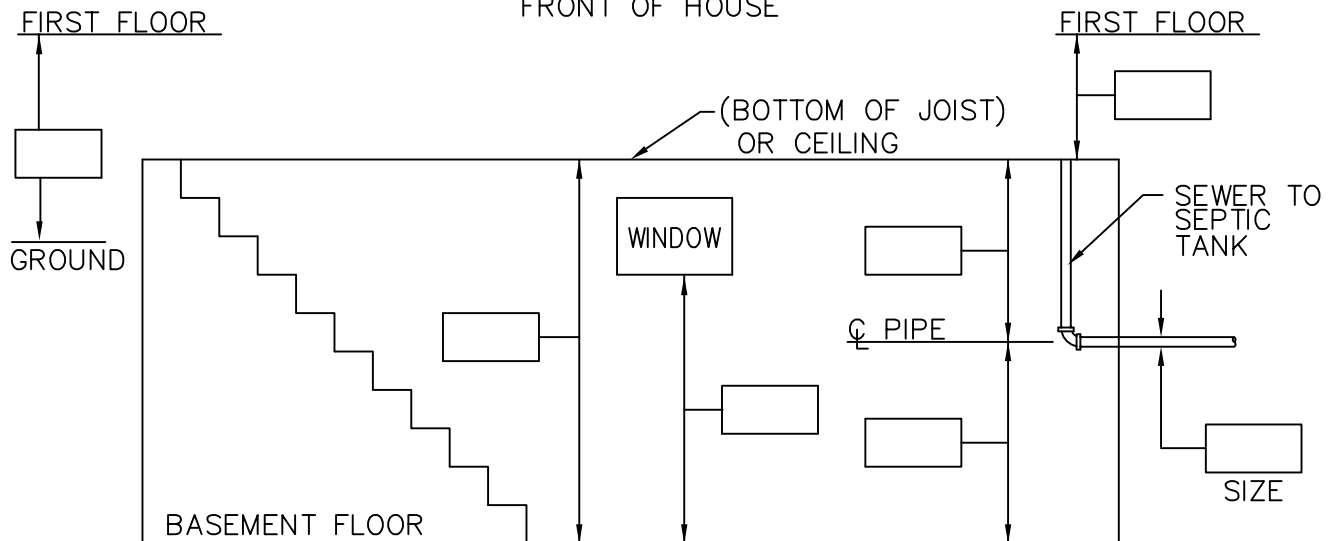 FRONT OF HOUSE
FIRST FLOOR
FIRST FLOOR
(BOTTOM OF JOIST)
OR CEILING
SEWER TO
SEPTIC
TANK
WINDOW
GROUND
℄ PIPE
SIZE
BASEMENT FLOOR